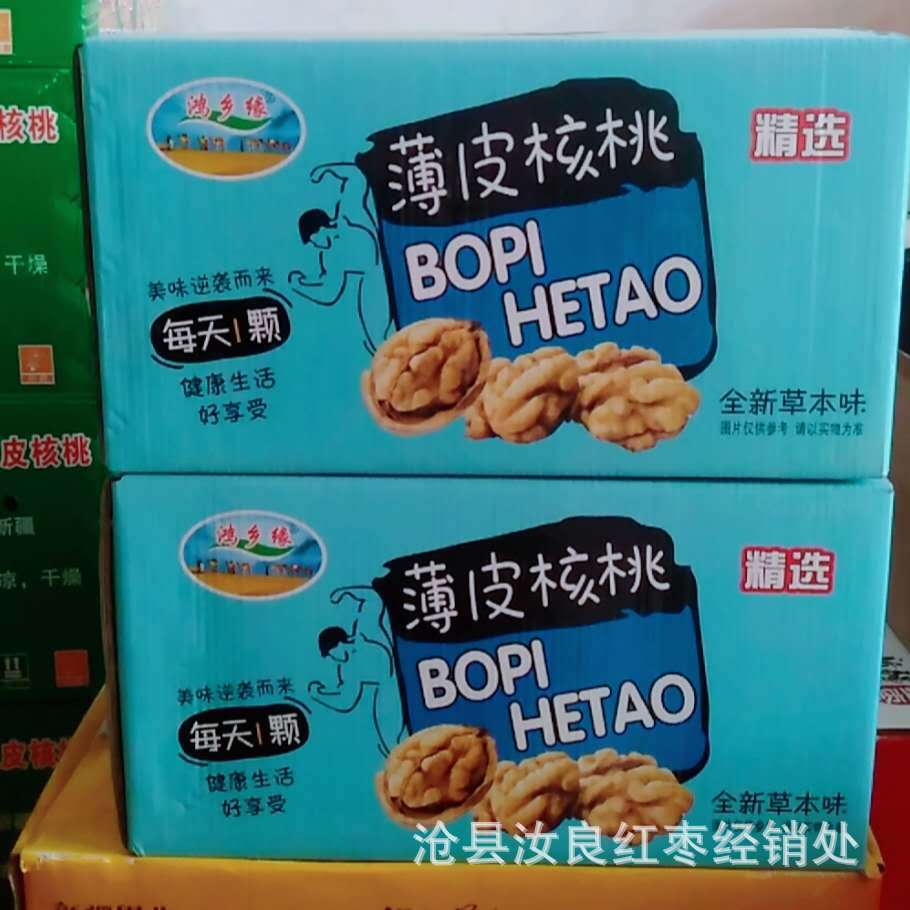 鸿乡缘
薄皮核桃
精选
BOPI
HETAO
美味逆袭而来
每天1颗
健康生活
好享受
全新草本味
图片仅供参考 请以实物为准
鸿乡缘
薄皮核桃
精选
BOPI
HETAO
美味逆袭而来
每天1颗
健康生活
好享受
全新草本味
核桃
干燥
皮核桃
新疆
凉，干燥
皮核
沧县汝良红枣经销处